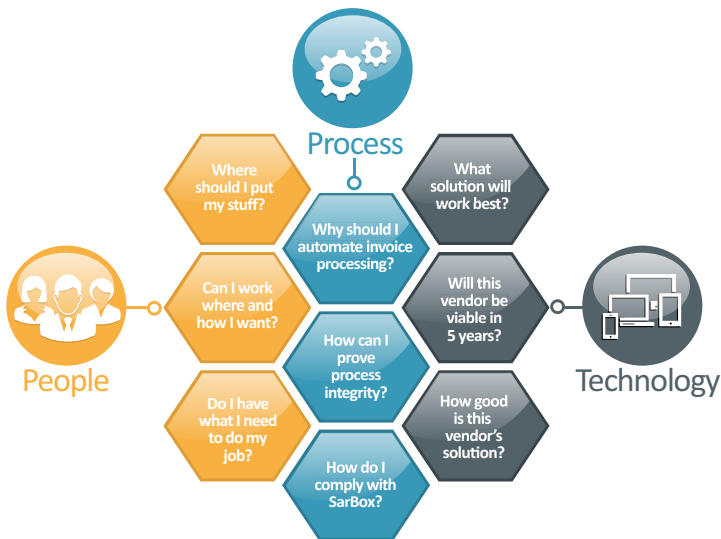 Process
Where
should I put
my stuff?
What
solution will
work best?
Why should I
automate invoice
processing?
Can I work
where and
how I want?
Will this
vendor be
viable in
5 years?
People
Technology
How can I
prove
process
integrity?
Do I have
what I need
to do my
job?
How good
is this
vendor's
solution?
How do I
comply with
SarBox?